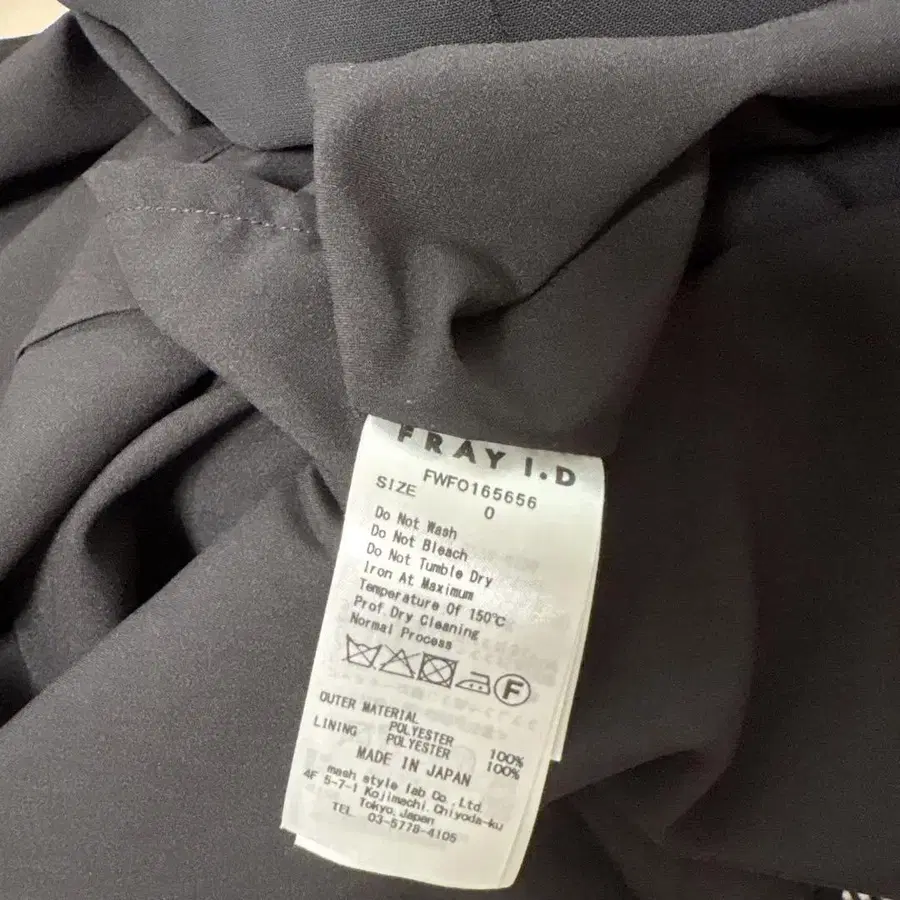 FRAY I.D
FWFO165656
SIZE 0
Do Not Wash
Do Not Bleach
Do Not Tumble Dry
Iron At Maximum
Temperature Of 150℃
Prof.Dry Cleaning
Normal Process
F
OUTER MATERIAL
POLYESTER 100%
LINING POLYESTER 100%
MADE IN JAPAN
mash style lab Co.,Ltd.
4F 5-7-1 Kojimachi,Chiyoda-ku
Tokyo,Japan
TEL 03-5778-4105